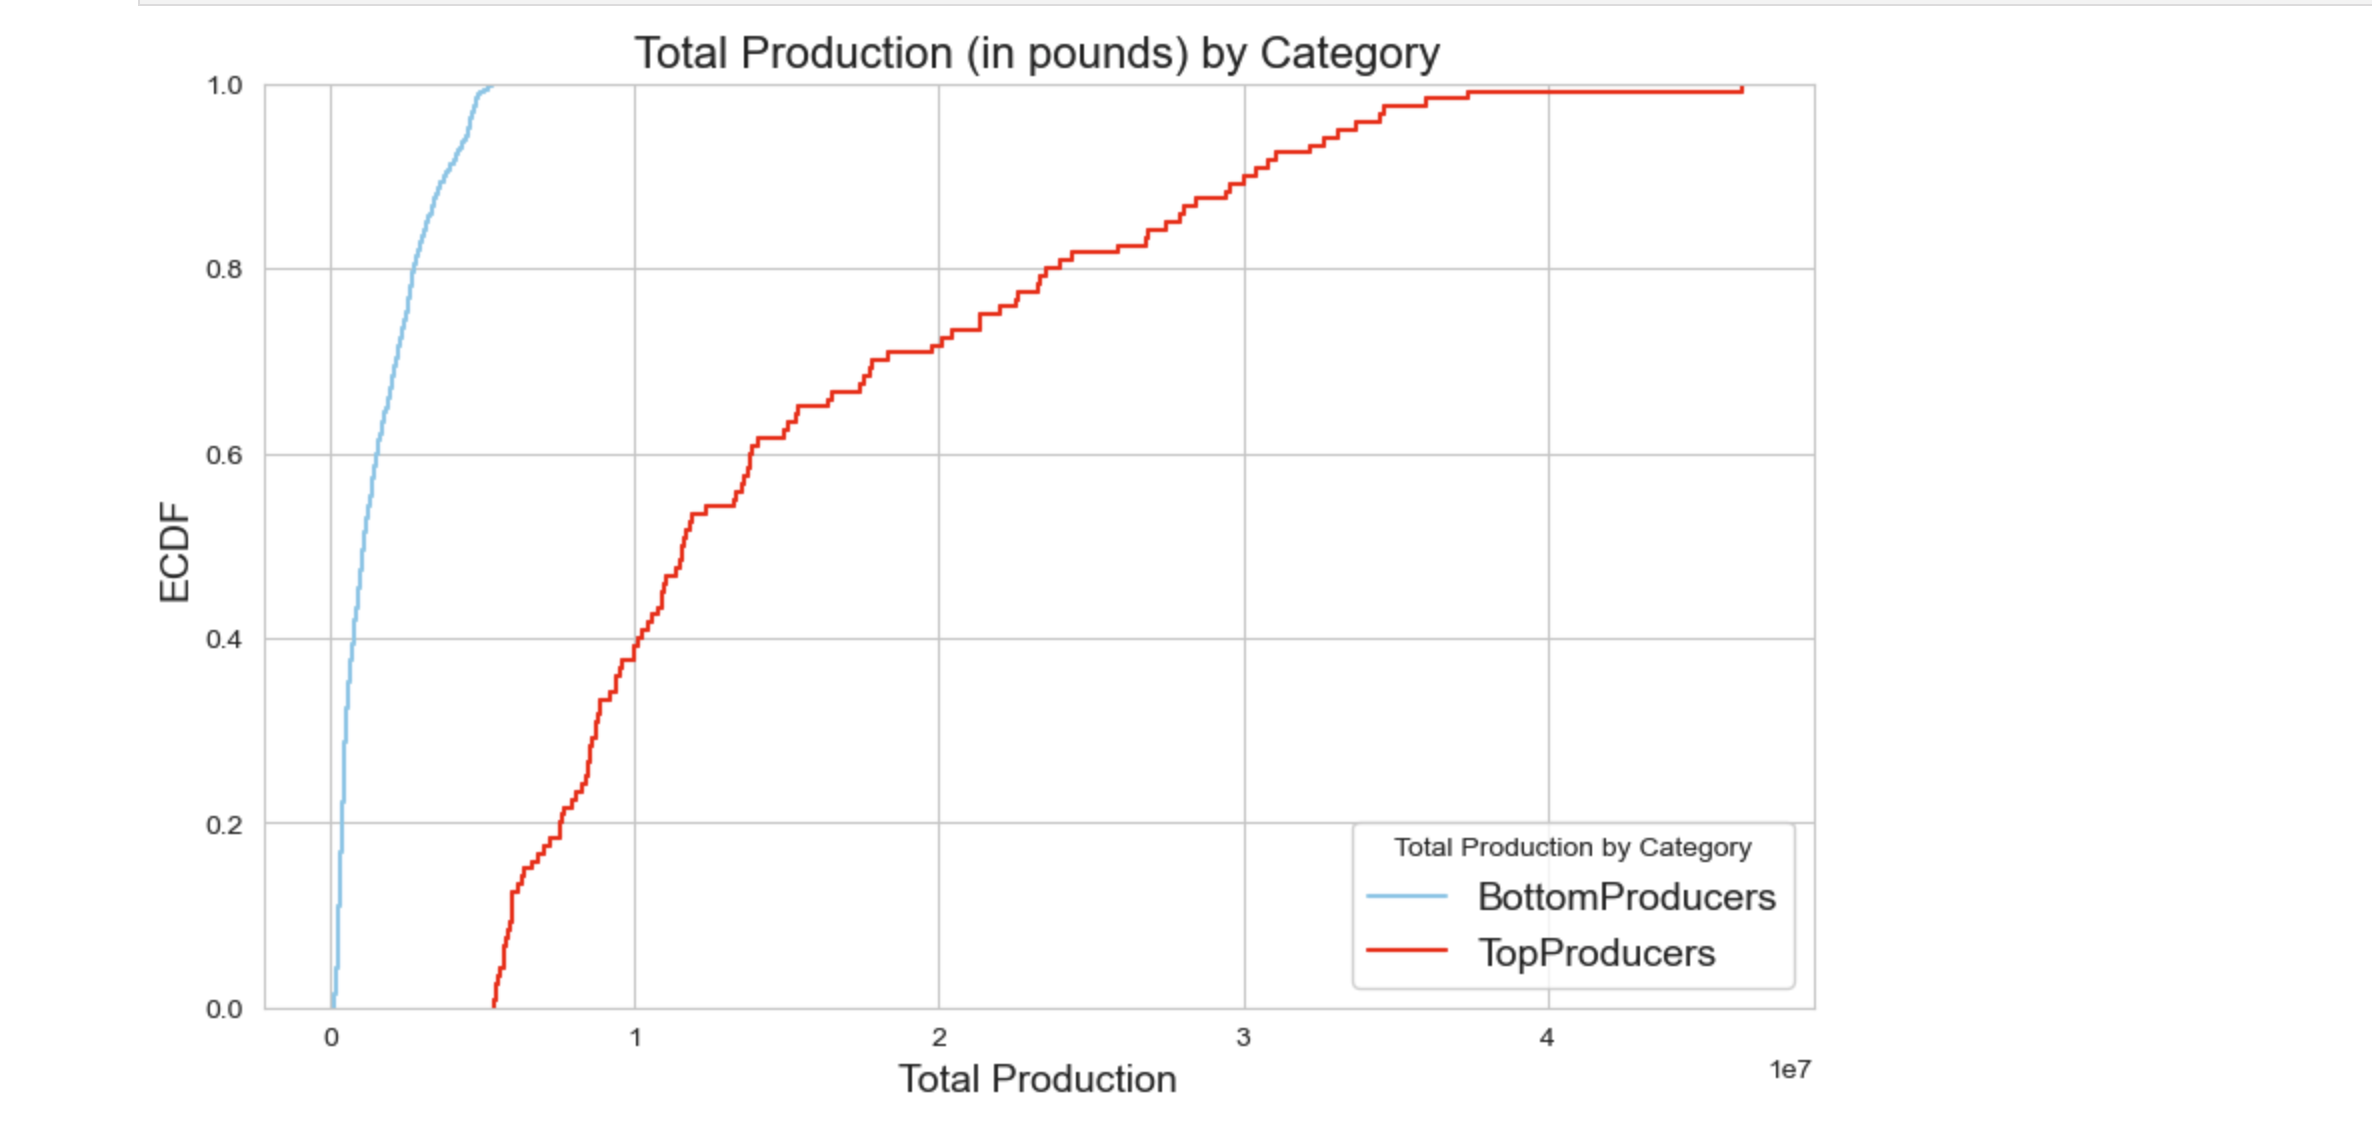 Total Production (in pounds) by Category
1.0
0.8
0.6
0.4
0.2
0.0
ECDF
0 1 2 3 4
1e7
Total Production
Total Production by Category
BottomProducers
TopProducers